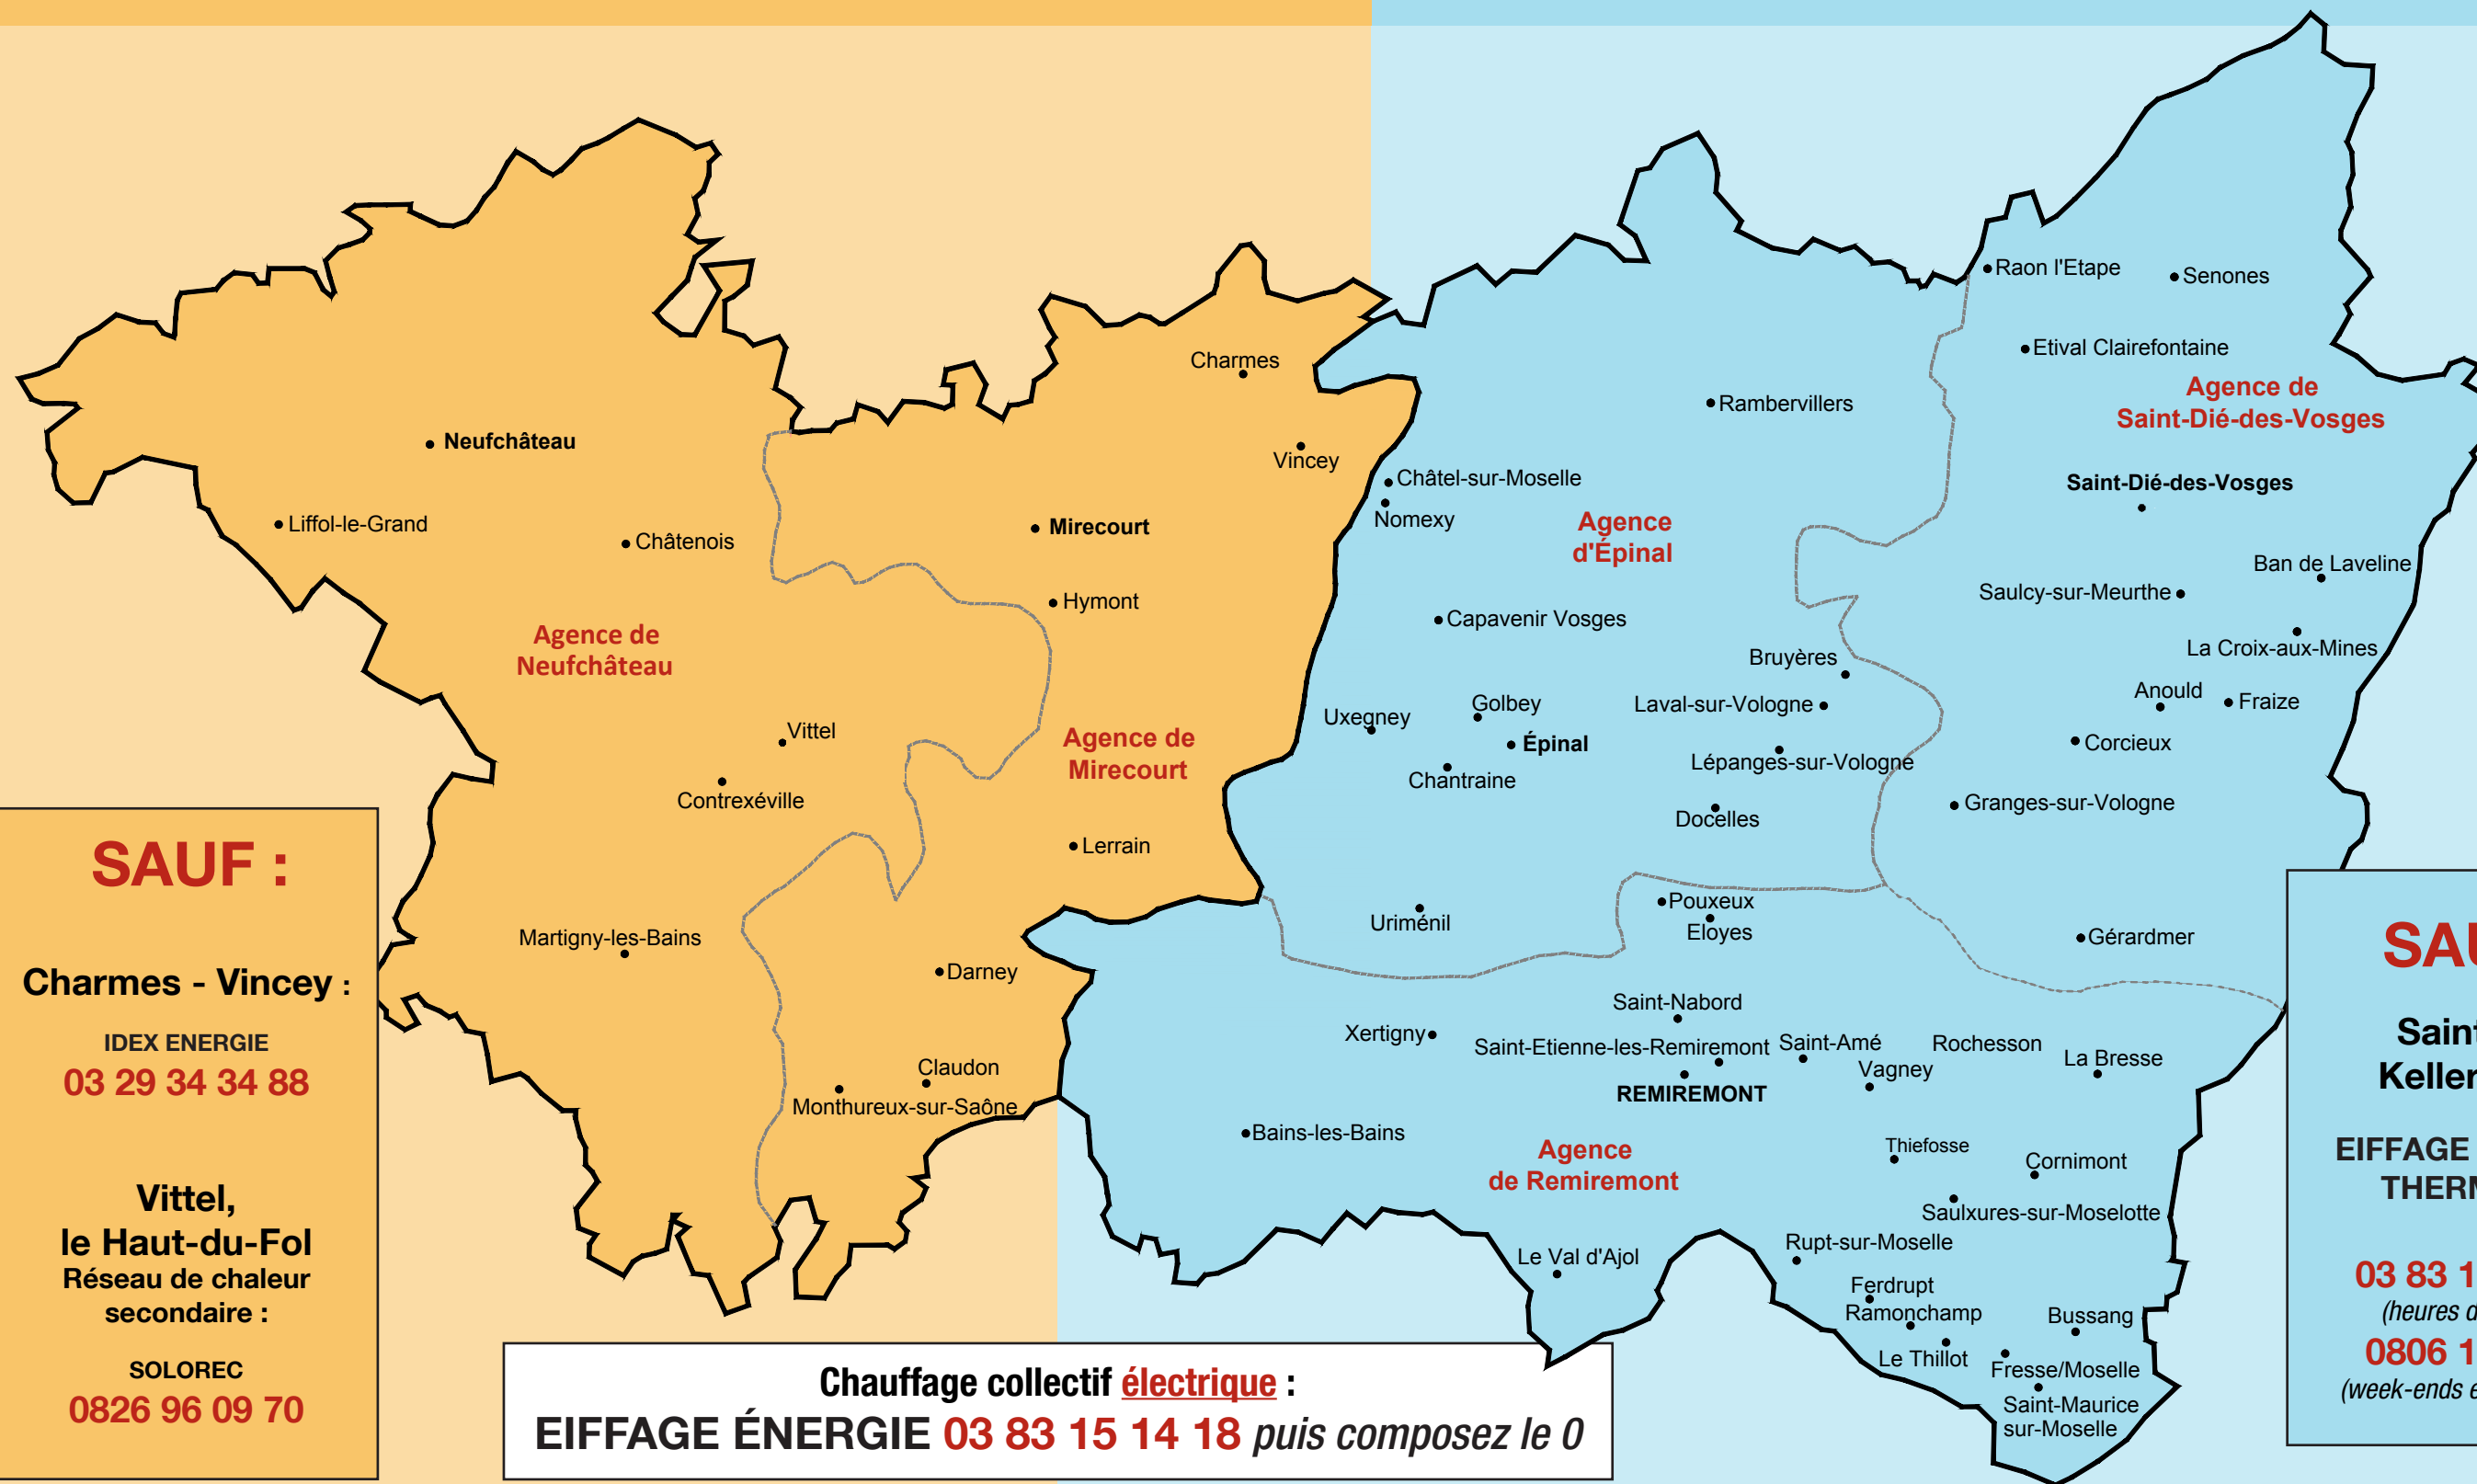 Raon l'Etape
Senones
Etival Clairefontaine
Charmes
Agence de
Saint-Dié-des-Vosges
Rambervillers
Neufchâteau
Vincey
Châtel-sur-Moselle
Saint-Dié-des-Vosges
Nomexy
Liffol-le-Grand
Mirecourt
Agence
d'Épinal
Châtenois
Ban de Laveline
Saulcy-sur-Meurthe
Hymont
Capavenir Vosges
Agence de
Neufchâteau
La Croix-aux-Mines
Bruyères
Anould
Fraize
Golbey
Laval-sur-Vologne
Uxegney
Vittel
Agence de
Mirecourt
Épinal
Corcieux
Lépanges-sur-Vologne
Chantraine
Contrexéville
Granges-sur-Vologne
Docelles
Lerrain
Pouxeux
Eloyes
Uriménil
Gérardmer
Martigny-les-Bains
Darney
Saint-Nabord
Xertigny
Saint-Etienne-les-Remiremont
Saint-Amé
Rochesson
La Bresse
Vagney
Claudon
REMIREMONT
Monthureux-sur-Saône
Bains-les-Bains
Agence
de Remiremont
Thiefosse
Cornimont
Saulxures-sur-Moselotte
Rupt-sur-Moselle
Le Val d'Ajol
Ferdrupt
Ramonchamp
Bussang
Le Thillot
Fresse/Moselle
Saint-Maurice
sur-Moselle
SAUF :
Charmes - Vincey :
IDEX ENERGIE
03 29 34 34 88
Vittel,
le Haut-du-Fol
Réseau de chaleur
secondaire :
SOLOREC
0826 96 09 70
Chauffage collectif électrique :
EIFFAGE ÉNERGIE 03 83 15 14 18 puis composez le 0
EIFFAGE
03 83
(heures
0806
(week-ends